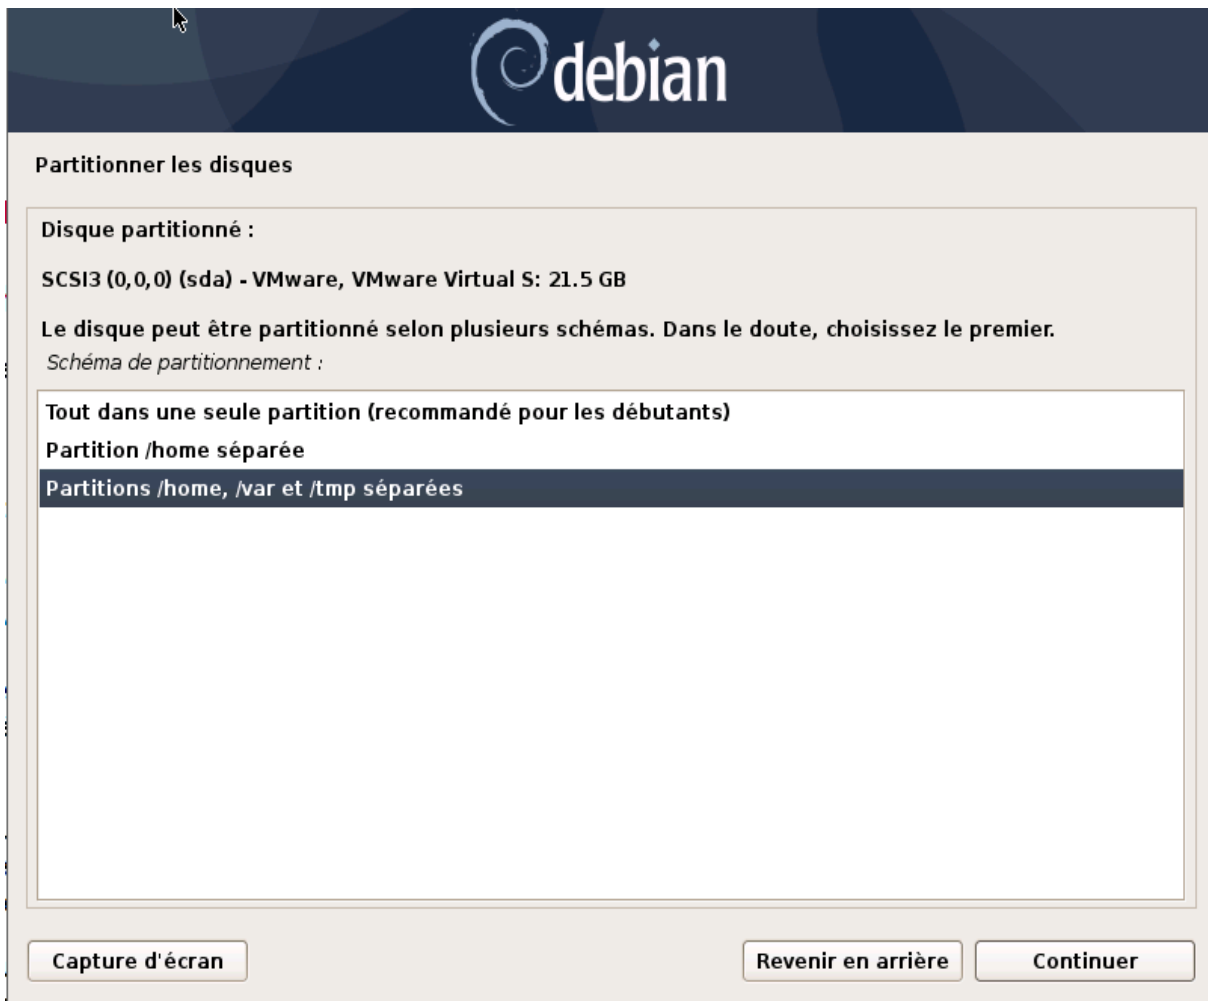 debian
Partitionner les disques
Disque partitionné :
SCSI3 (0,0,0) (sda) - VMware, VMware Virtual S: 21.5 GB
Le disque peut être partitionné selon plusieurs schémas. Dans le doute, choisissez le premier.
Schéma de partitionnement :
Tout dans une seule partition (recommandé pour les débutants)
Partition /home séparée
Partitions /home, /var et /tmp séparées
Capture d'écran
Revenir en arrière
Continuer